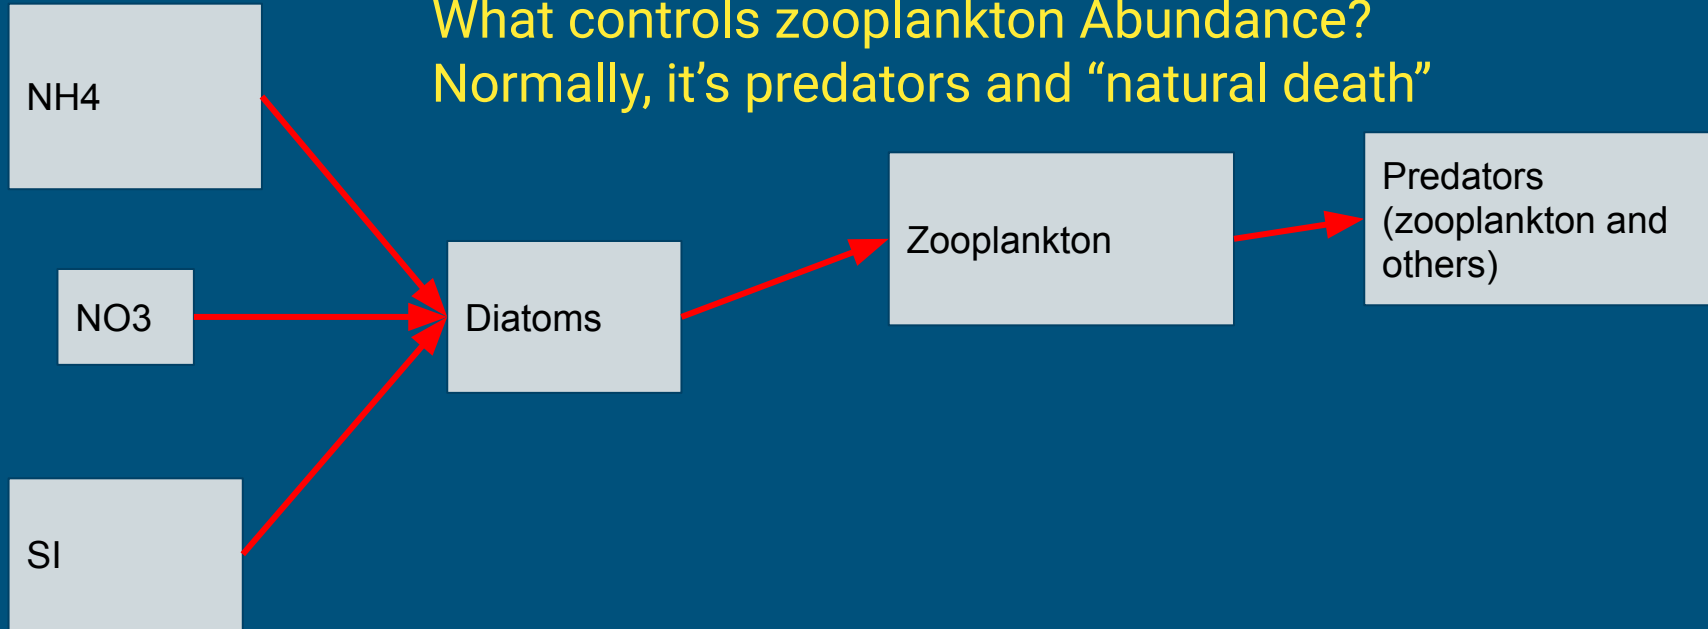 What controls zooplankton Abundance?
Normally, it’s predators and “natural death”
NH4
NO3
SI
Diatoms
Zooplankton
Predators
(zooplankton and
others)